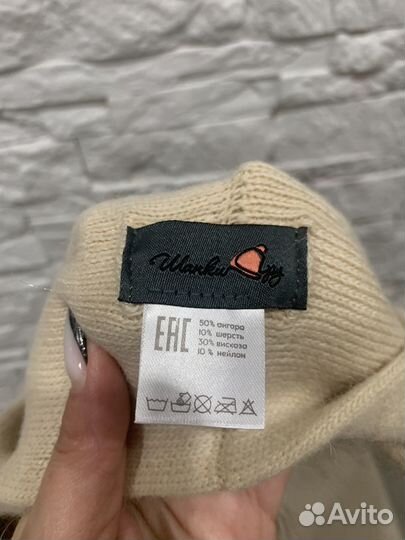 Шапки
ЕАС
50% ангора
10% шерсть
30% вискоза
10% нейлон
Avito